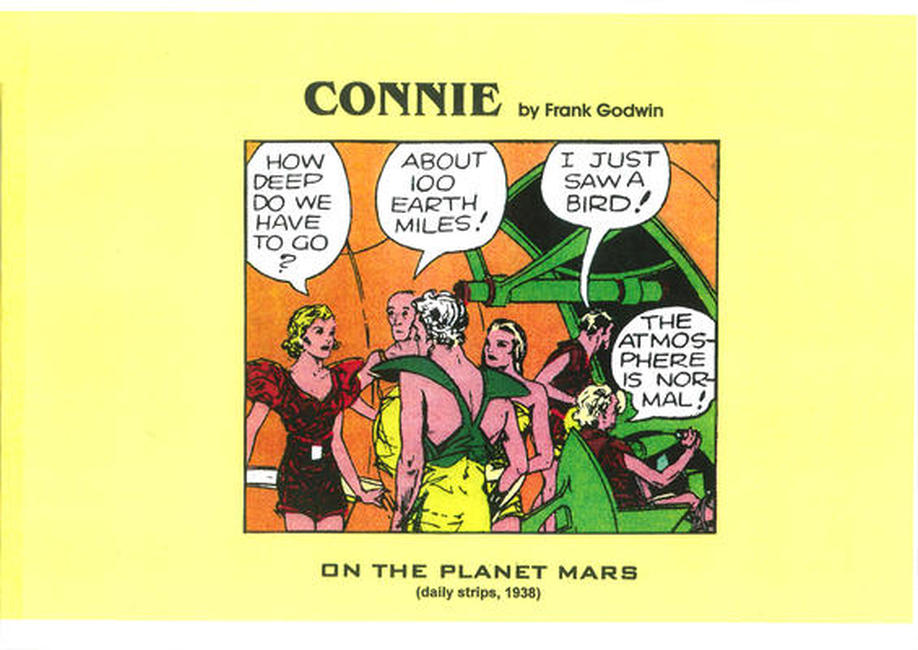 CONNIE by Frank Godwin
HOW
DEEP
DO WE
HAVE
TO GO
?
ABOUT
100
EARTH
MILES!
I JUST
SAW A
BIRD!
THE
ATMOS-
PHERE
IS NOR-
MAL!
ON THE PLANET MARS
(daily strips, 1938)